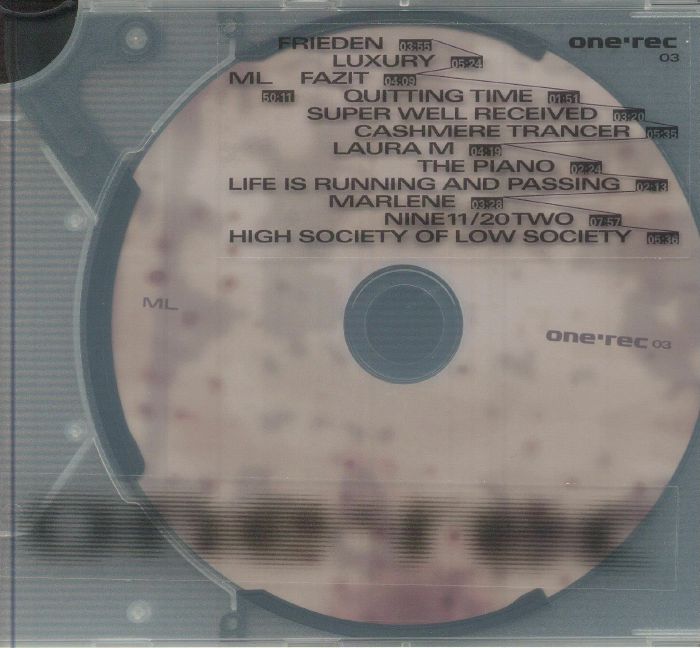 FRIEDEN 03:55
one•rec
03
LUXURY 05:24
ML FAZIT 04:09
50:11 QUITTING TIME 01:51
SUPER WELL RECEIVED 03:20
CASHMERE TRANCER 05:35
LAURA M 04:19
THE PIANO 02:24
LIFE IS RUNNING AND PASSING 02:13
MARLENE 03:28
NINE11/20TWO 07:57
HIGH SOCIETY OF LOW SOCIETY 05:36
ML
one•rec 03